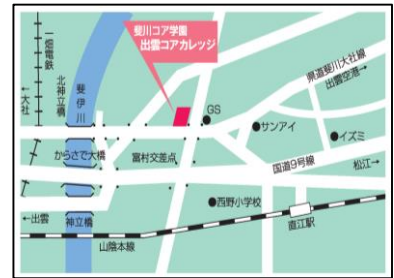 斐川コア学園
出雲コアカレッジ
一畑電鉄
北神立橋
斐伊川
←大社
県道斐川大社線
出雲空港→
GS
サンアイ
イズミ
からさで大橋
富村交差点
国道9号線
松江→
西野小学校
←出雲
神立橋
直江駅
山陰本線